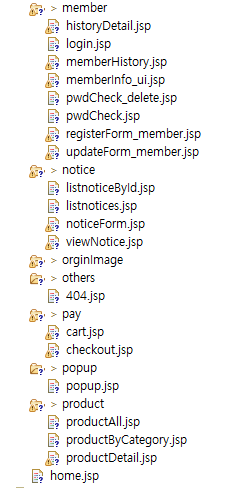 > member
historyDetail.jsp
login.jsp
memberHistory.jsp
memberInfo_ui.jsp
pwdCheck_delete.jsp
pwdCheck.jsp
registerForm_member.jsp
updateForm_member.jsp
> notice
listnoticeById.jsp
listnotices.jsp
noticeForm.jsp
viewNotice.jsp
> orginImage
> others
404.jsp
> pay
cart.jsp
checkout.jsp
> popup
popup.jsp
> product
productAll.jsp
productByCategory.jsp
productDetail.jsp
home.jsp